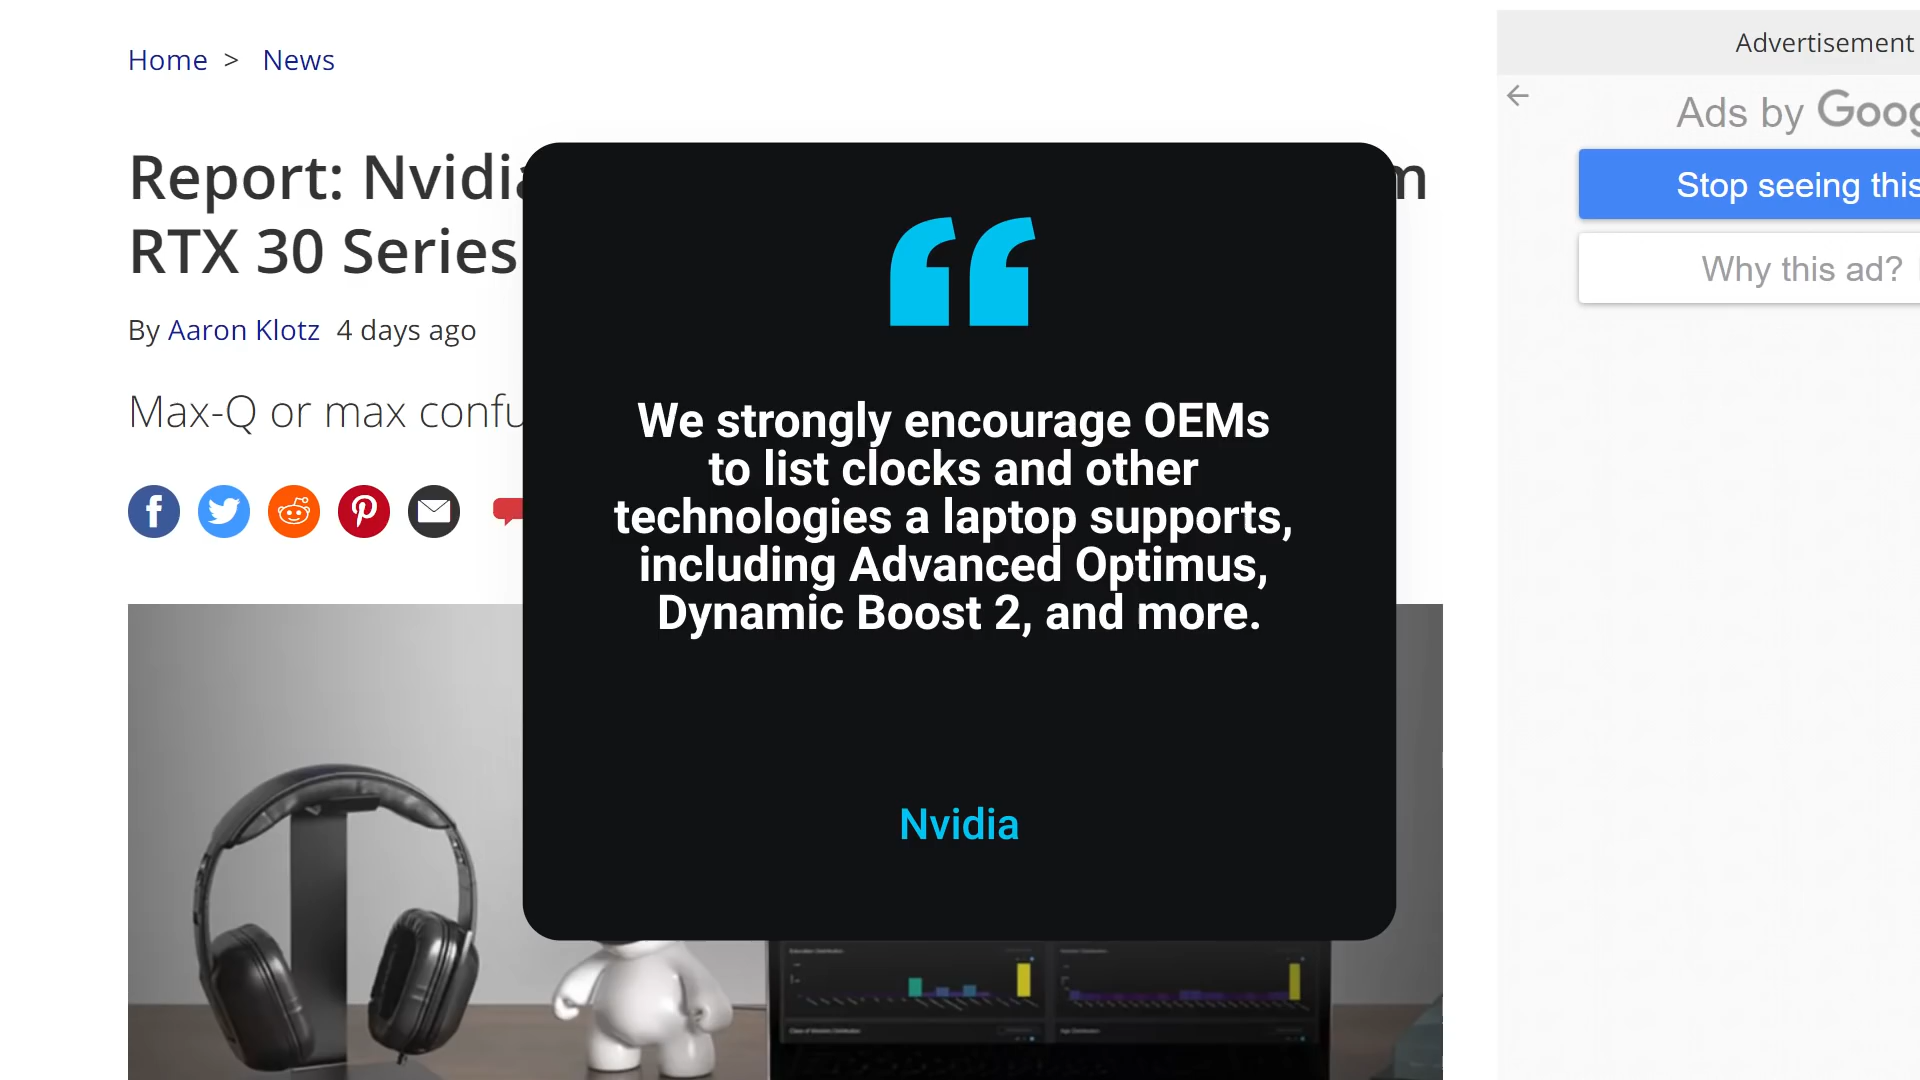 Home > News
Advertisement
Ads by Goog
Stop seeing this
Why this ad?
Report: Nvidia
RTX 30 Series
By Aaron Klotz 4 days ago
Max-Q or max confu
We strongly encourage OEMs
to list clocks and other
technologies a laptop supports,
including Advanced Optimus,
Dynamic Boost 2, and more.
Nvidia